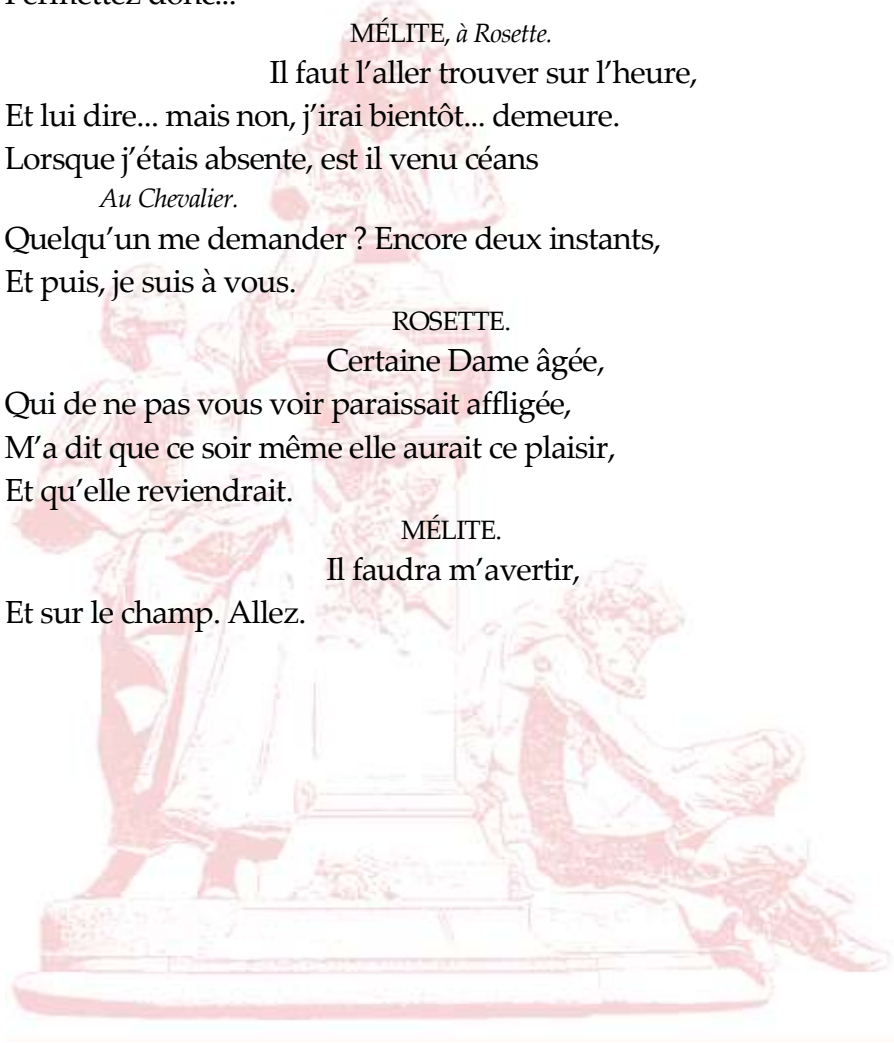 Permettez donc...
MÉLITE, à Rosette.
Il faut l’aller trouver sur l’heure,
Et lui dire... mais non, j’irai bientôt... demeure.
Lorsque j’étais absente, est il venu céans
Au Chevalier.
Quelqu’un me demander ? Encore deux instants,
Et puis, je suis à vous.
ROSETTE.
Certaine Dame âgée,
Qui de ne pas vous voir paraissait affligée,
M’a dit que ce soir même elle aurait ce plaisir,
Et qu’elle reviendrait.
MÉLITE.
Il faudra m’avertir,
Et sur le champ. Allez.